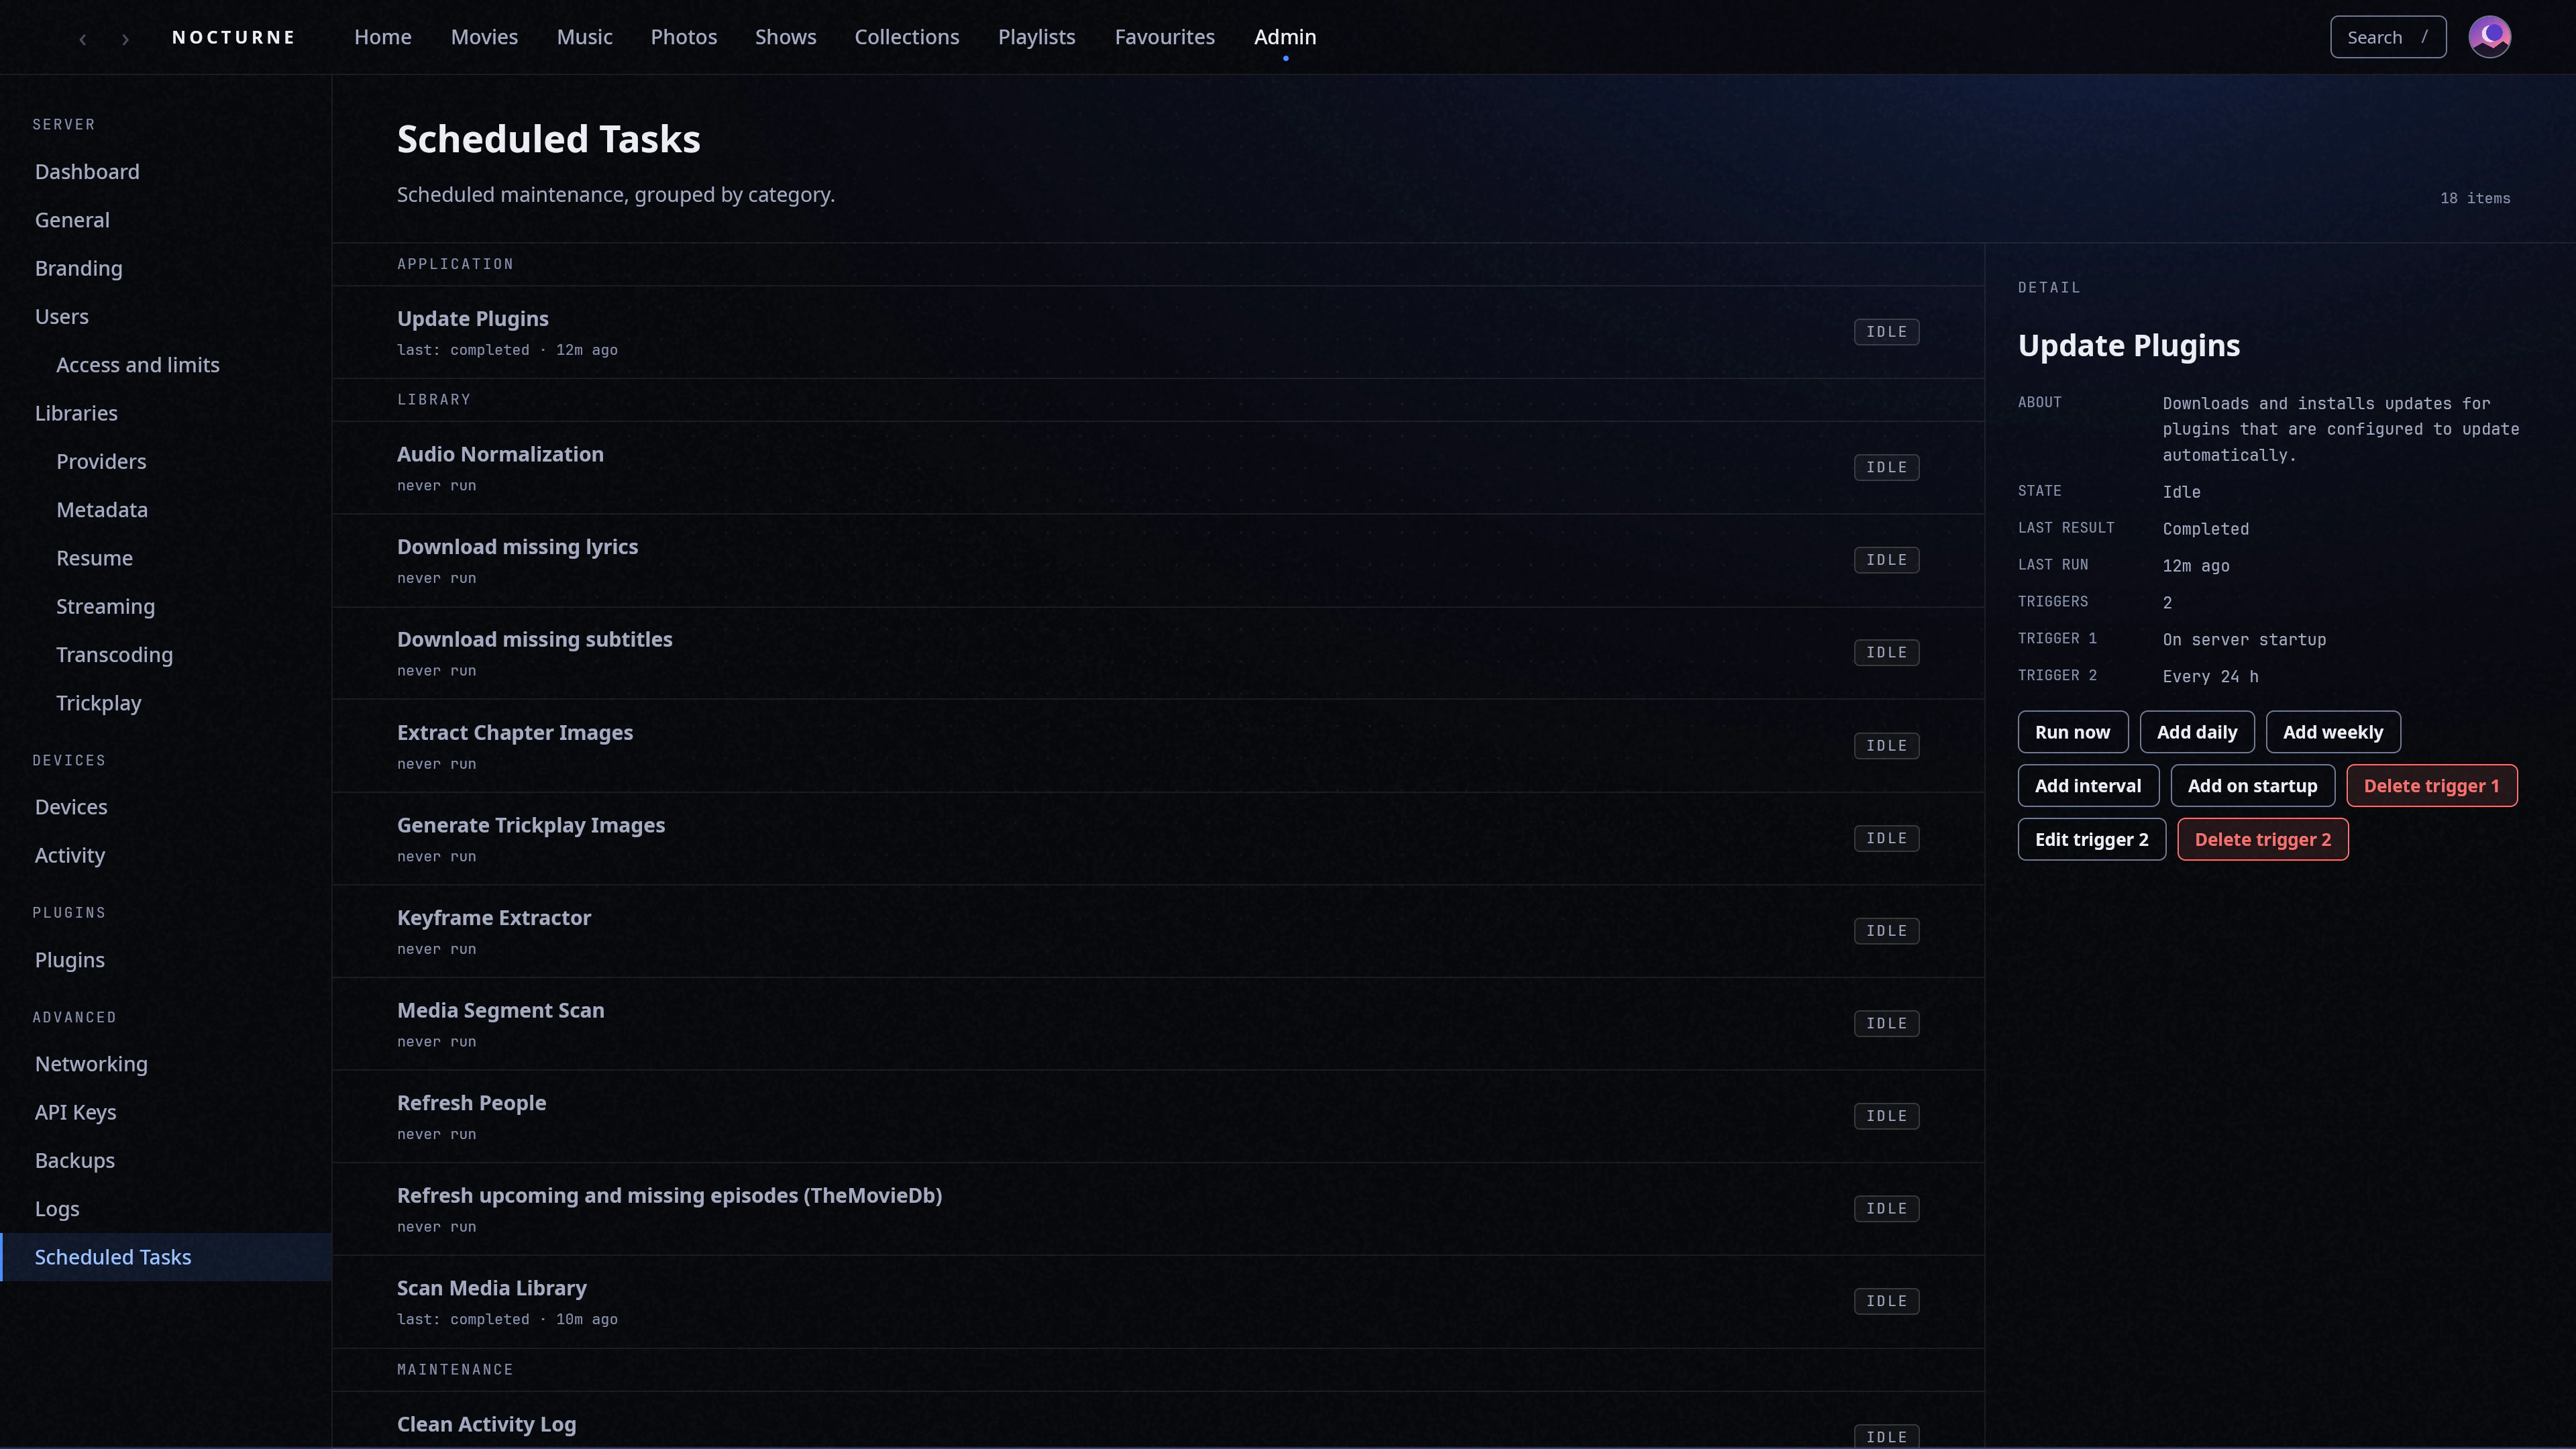 ‹ › NOCTURNE Home Movies Music Photos Shows Collections Playlists Favourites Admin Search /
SERVER
Dashboard
General
Branding
Users
Access and limits
Libraries
Providers
Metadata
Resume
Streaming
Transcoding
Trickplay
DEVICES
Devices
Activity
PLUGINS
Plugins
ADVANCED
Networking
API Keys
Backups
Logs
Scheduled Tasks
Scheduled Tasks
Scheduled maintenance, grouped by category.
18 items
APPLICATION
Update Plugins
last: completed · 12m ago
IDLE
LIBRARY
Audio Normalization
never run
IDLE
Download missing lyrics
never run
IDLE
Download missing subtitles
never run
IDLE
Extract Chapter Images
never run
IDLE
Generate Trickplay Images
never run
IDLE
Keyframe Extractor
never run
IDLE
Media Segment Scan
never run
IDLE
Refresh People
never run
IDLE
Refresh upcoming and missing episodes (TheMovieDb)
never run
IDLE
Scan Media Library
last: completed · 10m ago
IDLE
MAINTENANCE
Clean Activity Log
IDLE
DETAIL
Update Plugins
ABOUT Downloads and installs updates for
plugins that are configured to update
automatically.
STATE Idle
LAST RESULT Completed
LAST RUN 12m ago
TRIGGERS 2
TRIGGER 1 On server startup
TRIGGER 2 Every 24 h
Run now Add daily Add weekly
Add interval Add on startup Delete trigger 1
Edit trigger 2 Delete trigger 2